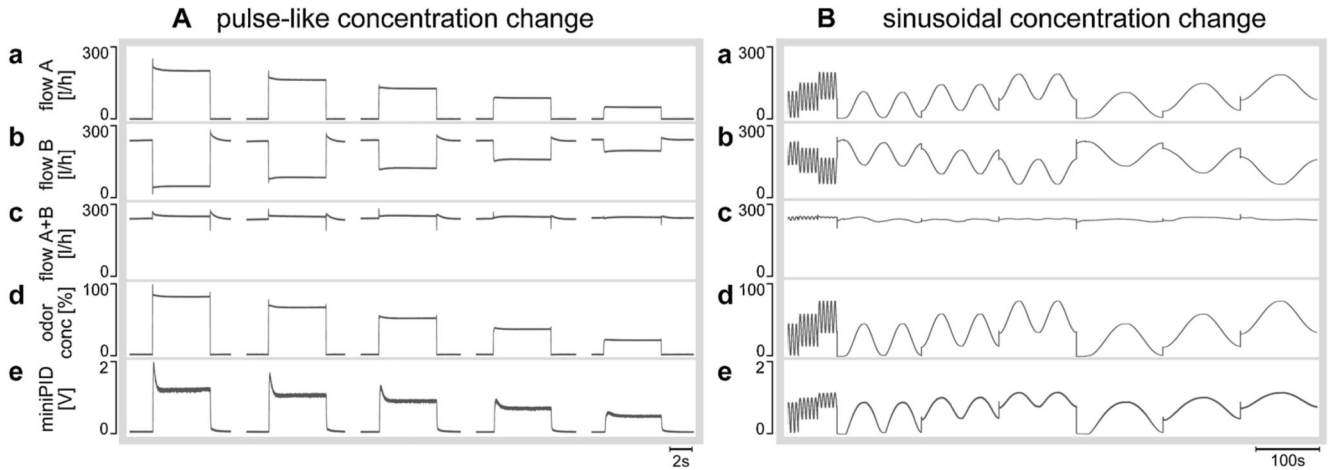 A pulse-like concentration change
B sinusoidal concentration change
a
flow A
[l/h]
300
0
b
flow B
[l/h]
300
0
c
flow A+B
[l/h]
300
0
d
odor
conc [%]
100
0
e
miniPID
[V]
2
0
2s
a
300
0
b
300
0
c
300
0
d
100
0
e
2
0
100s